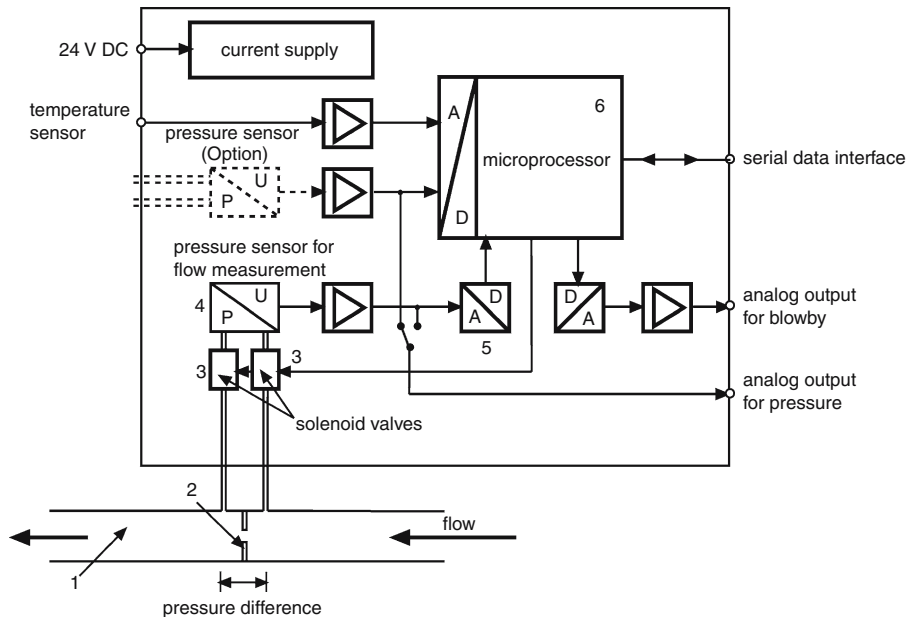 24 V DC
current supply
temperature
sensor
pressure sensor
(Option)
U
P
A
D
6
microprocessor
serial data interface
pressure sensor for
flow measurement
4
U
P
D
A
5
D
A
analog output
for blowby
3
3
solenoid valves
analog output
for pressure
2
flow
1
pressure difference